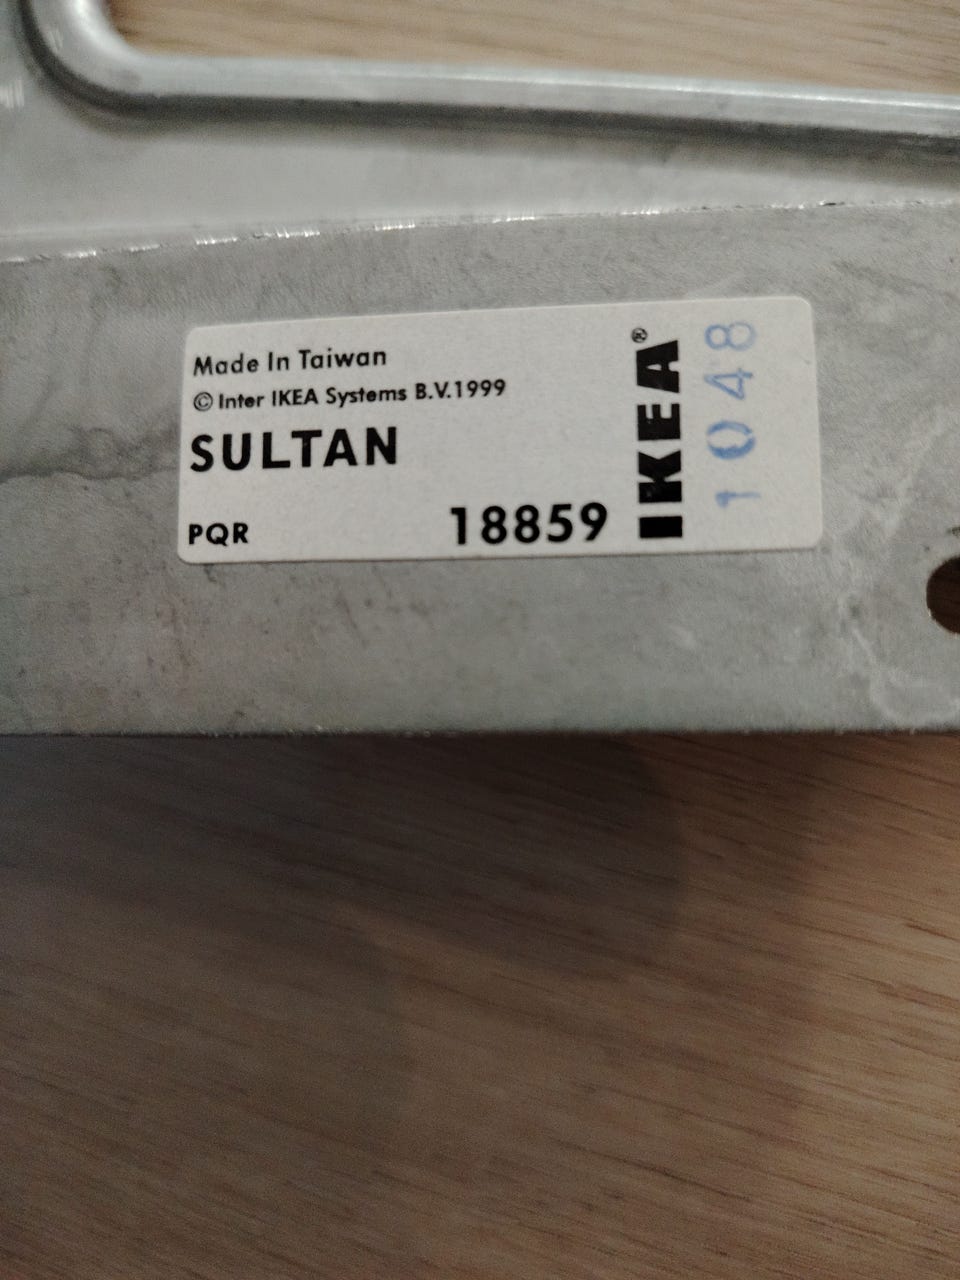 Made In Taiwan
© Inter IKEA Systems B.V.1999
SULTAN
PQR 18859
IKEA®
1048